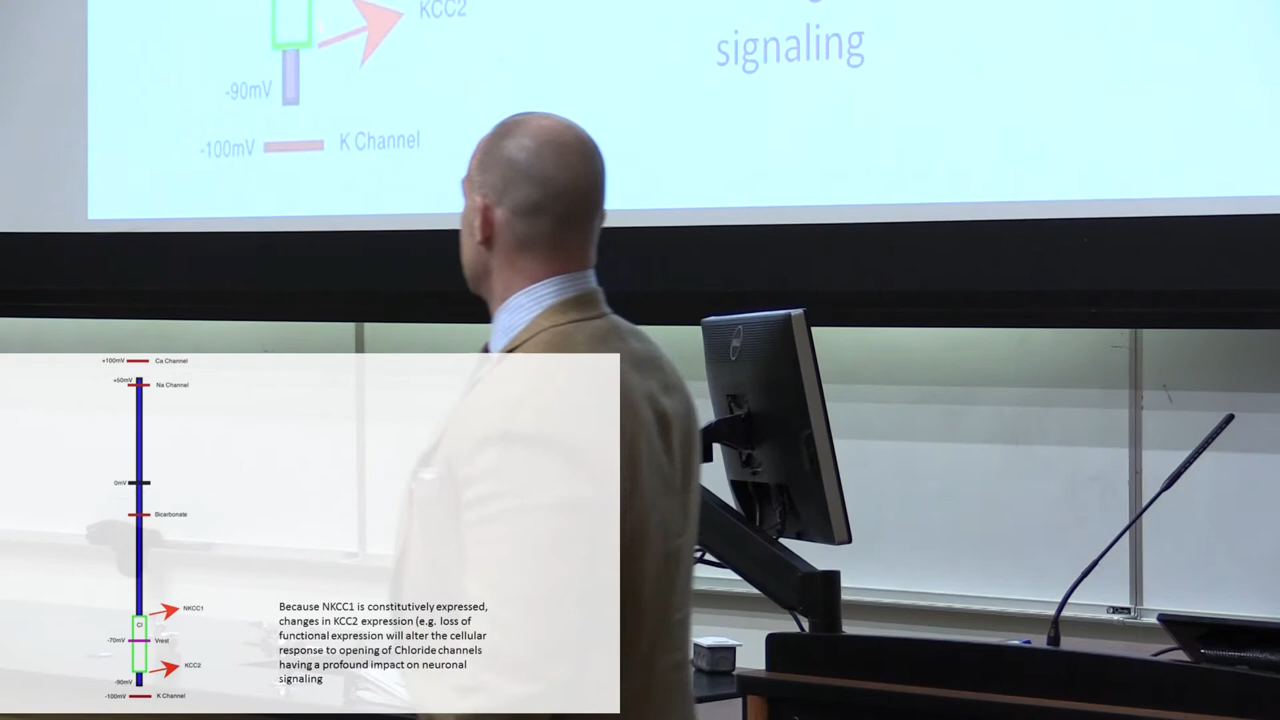 KCC2
signaling
-90mV
-100mV K Channel
+100mV Ca Channel
+50mV
Na Channel
0mV
Bicarbonate
NKCC1
Cl
-70mV Vrest
KCC2
-90mV
-100mV K Channel
Because NKCC1 is constitutively expressed,
changes in KCC2 expression (e.g. loss of
functional expression will alter the cellular
response to opening of Chloride channels
having a profound impact on neuronal
signaling